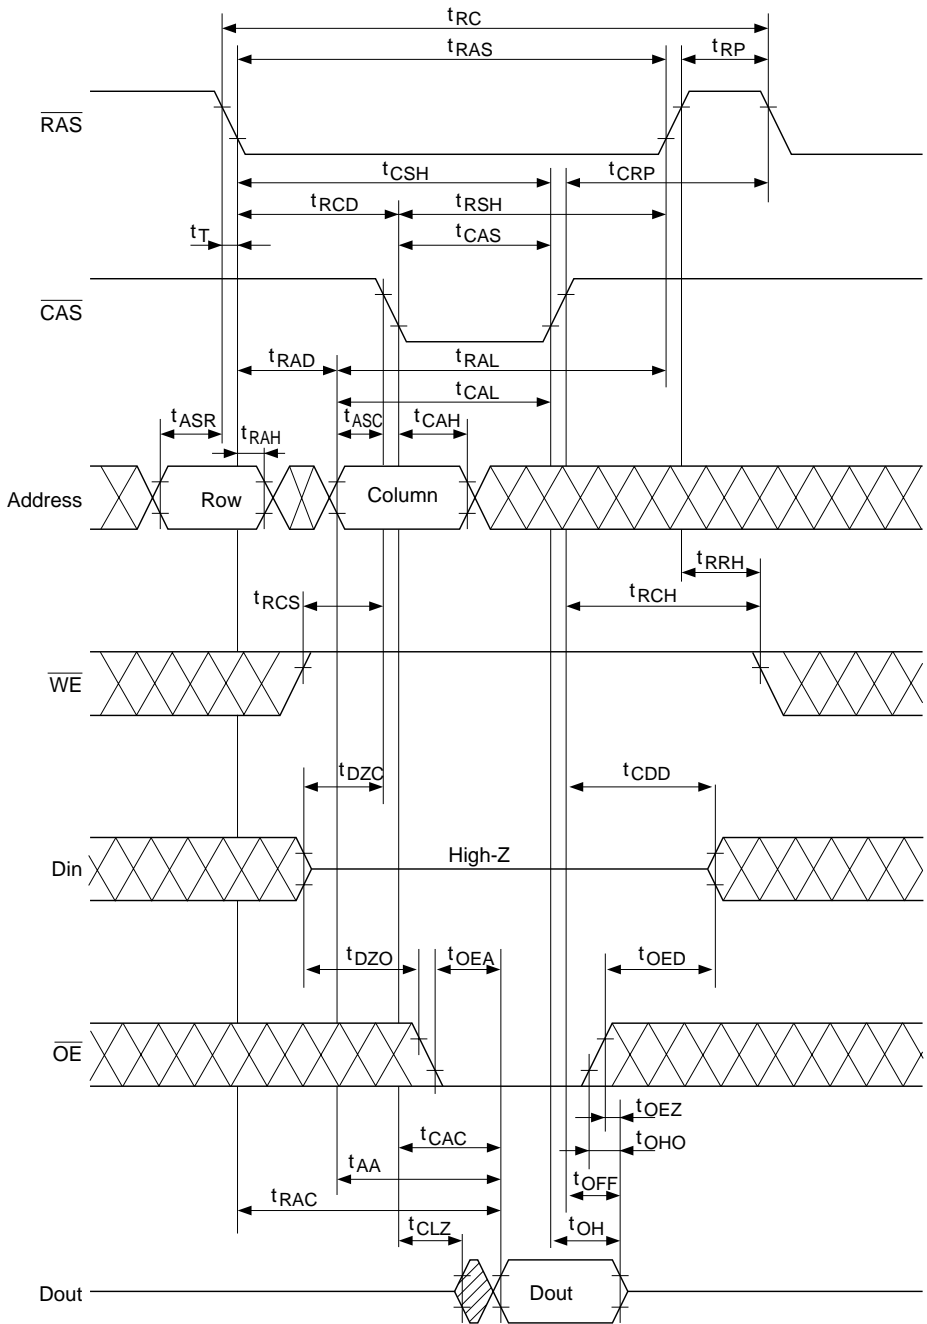 tRC
tRAS
tRP
RAS
tCSH
tCRP
tRCD
tRSH
tT
tCAS
CAS
tRAD
tRAL
tCAL
tASR
tASC
tCAH
tRAH
Address
Row
Column
tRRH
tRCS
tRCH
WE
tDZC
tCDD
Din
High-Z
tDZO
tOEA
tOED
OE
tOEZ
tCAC
tOHO
tAA
tOFF
tRAC
tCLZ
tOH
Dout
Dout